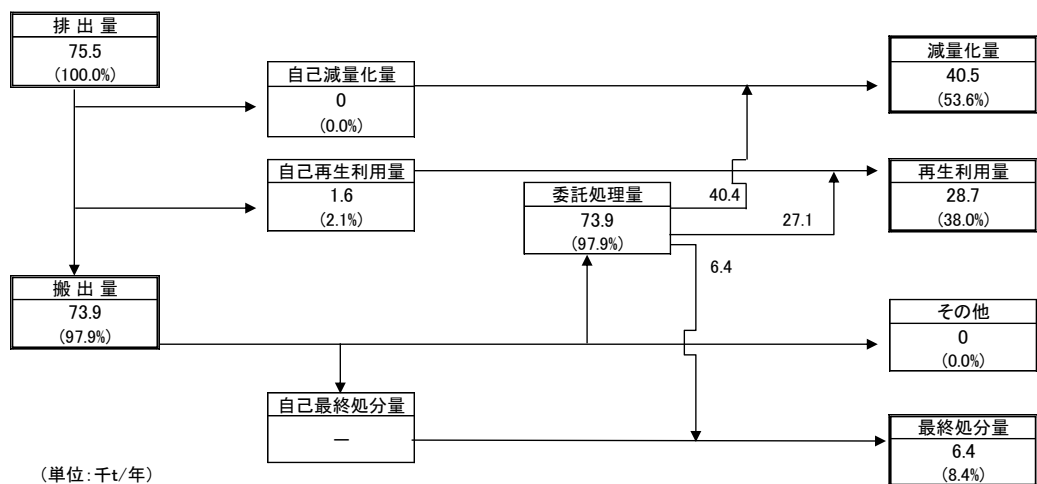 排 出 量
75.5
(100.0%)
自己減量化量
0
(0.0%)
減量化量
40.5
(53.6%)
自己再生利用量
1.6
(2.1%)
委託処理量
73.9
(97.9%)
40.4
27.1
6.4
再生利用量
28.7
(38.0%)
搬 出 量
73.9
(97.9%)
その他
0
(0.0%)
自己最終処分量
－
最終処分量
6.4
(8.4%)
（単位：千t/年）